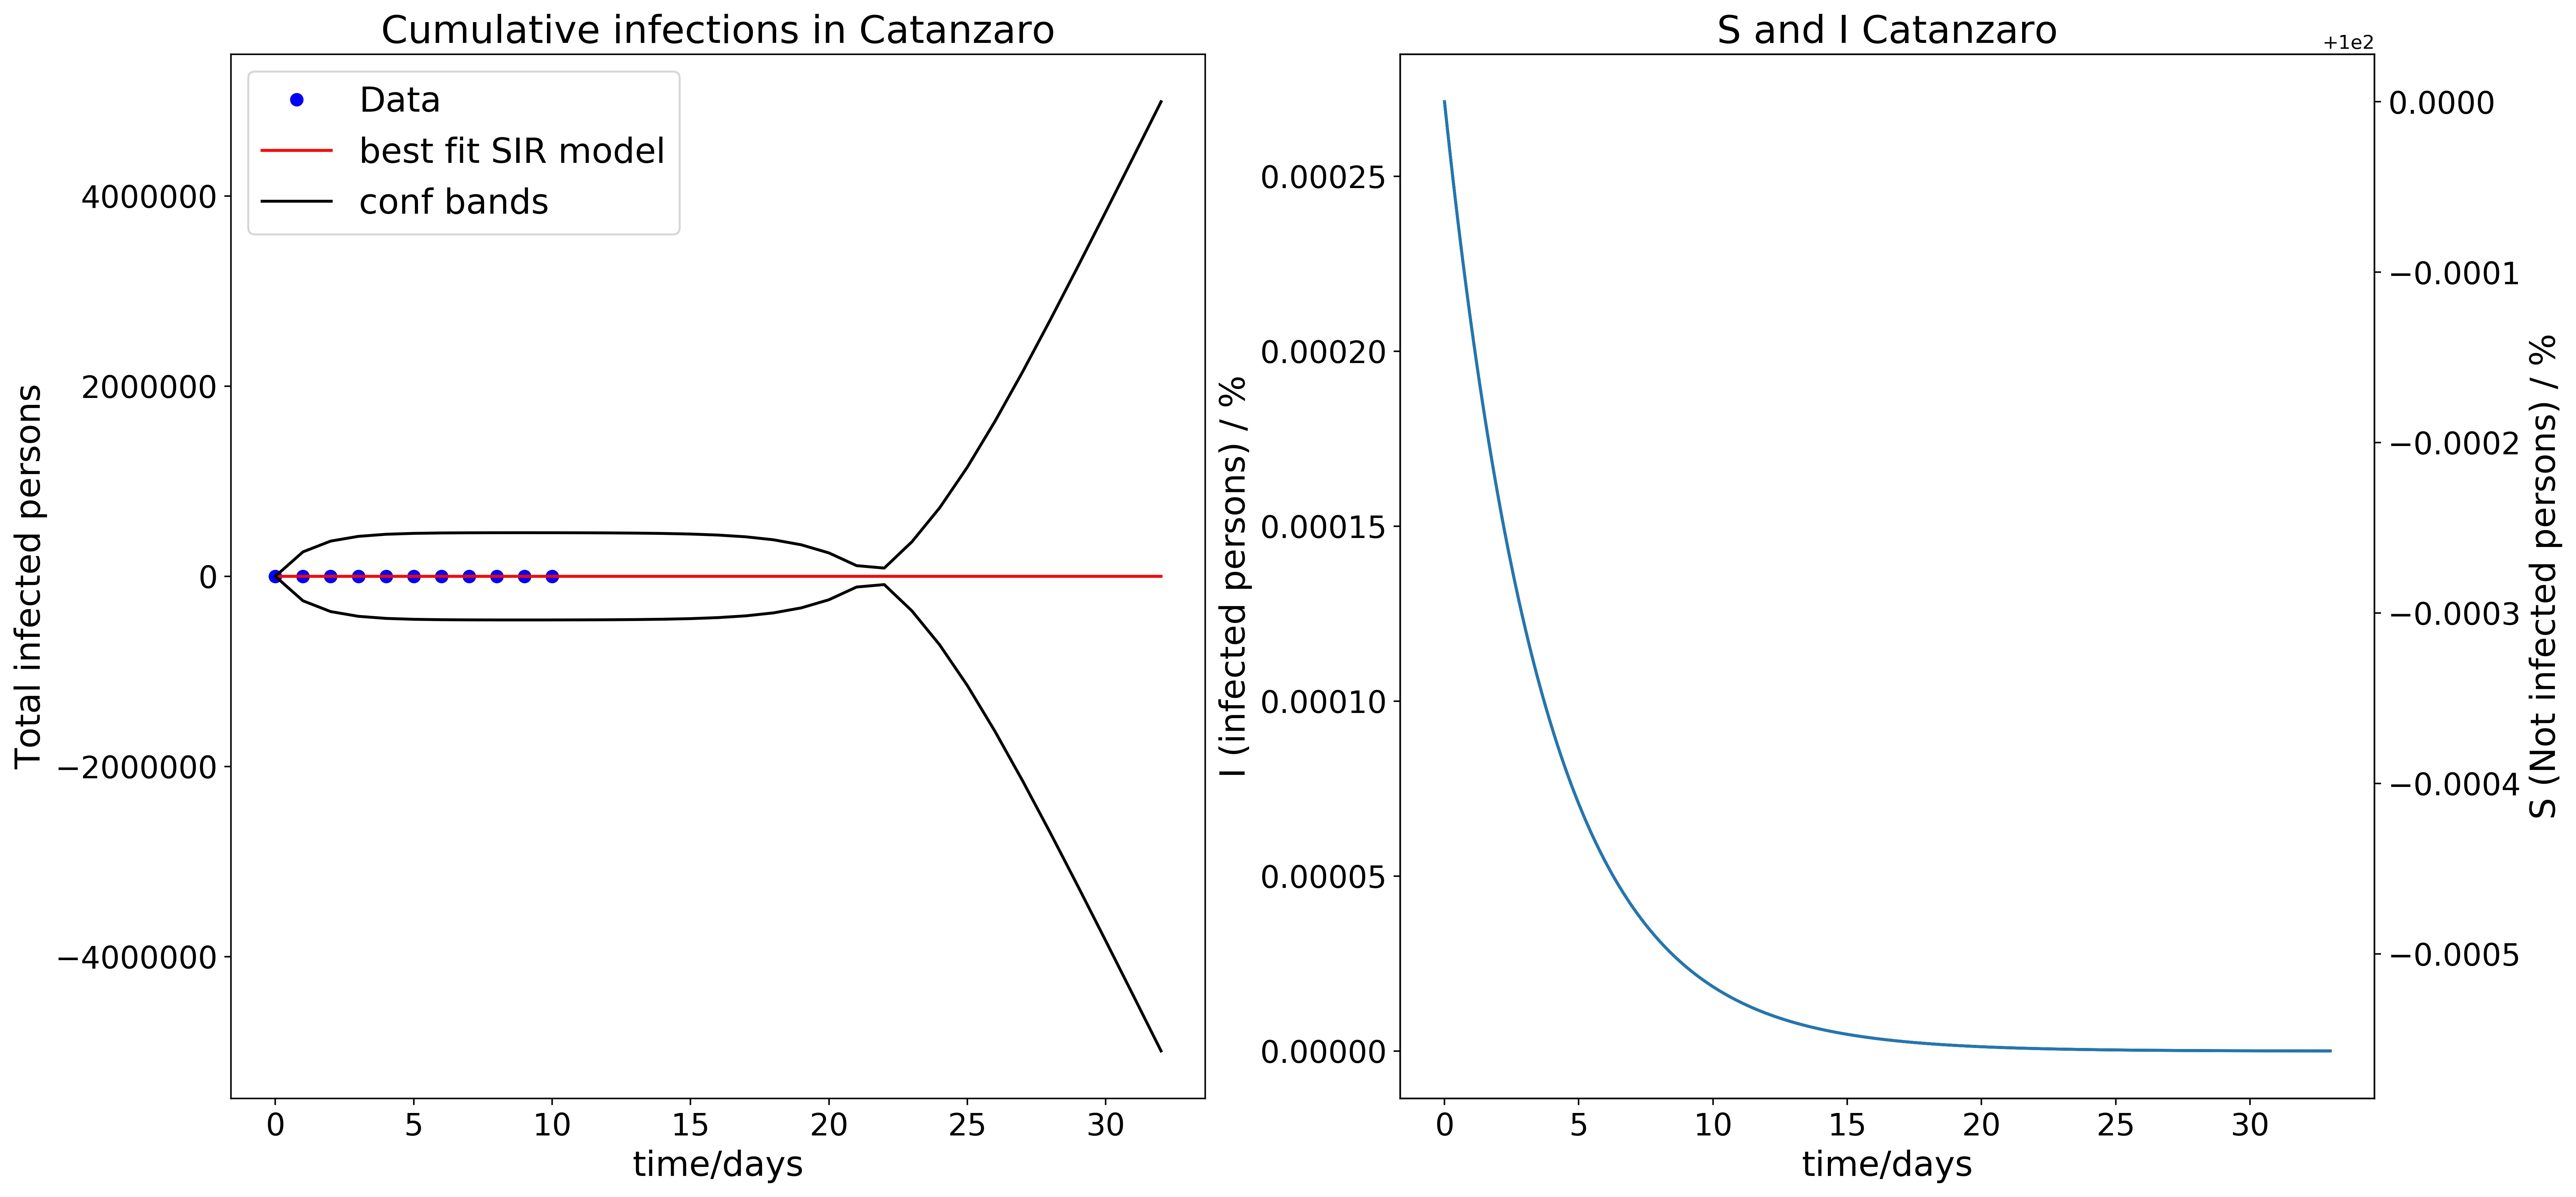 Cumulative infections in Catanzaro
Data
best fit SIR model
conf bands
Total infected persons
4000000
2000000
0
−2000000
−4000000
0 5 10 15 20 25 30
time/days
S and I Catanzaro
+1e2
I (infected persons) / %
0.00025
0.00020
0.00015
0.00010
0.00005
0.00000
0.0000
−0.0001
−0.0002
−0.0003
−0.0004
−0.0005
S (Not infected persons) / %
0 5 10 15 20 25 30
time/days